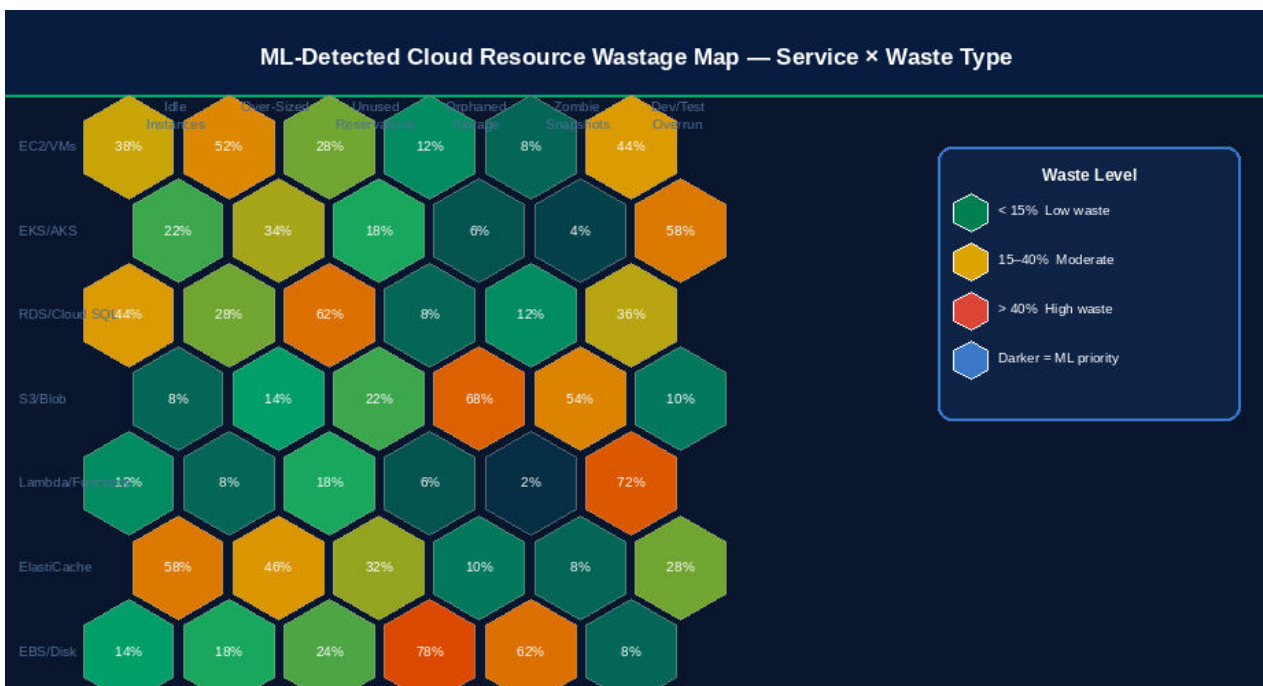 ML-Detected Cloud Resource Wastage Map — Service × Waste Type
Idle Instances
Over-Sized
Unused Reservations
Orphaned Storage
Zombie Snapshots
Dev/Test Overrun
EC2/VMs 38% 52% 28% 12% 8% 44%
EKS/AKS 22% 34% 18% 6% 4% 58%
RDS/Cloud SQL 44% 28% 62% 8% 12% 36%
S3/Blob 8% 14% 22% 68% 54% 10%
Lambda/Functions 12% 8% 18% 6% 2% 72%
ElastiCache 58% 46% 32% 10% 8% 28%
EBS/Disk 14% 18% 24% 78% 62% 8%
Waste Level
< 15% Low waste
15–40% Moderate
> 40% High waste
Darker = ML priority